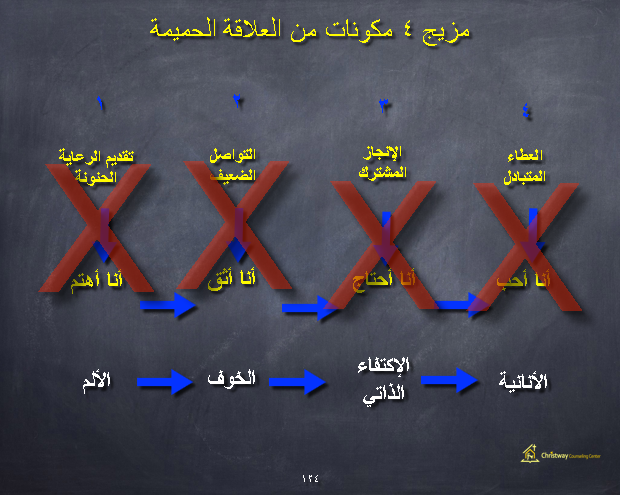 مزيج ٤ مكونات من العلاقة الحميمة
١
٢
٣
٤
تقديم الرعاية
الحنونة
التواصل
الضعيف
الإنجاز
المشترك
العطاء
المتبادل
أنا أهتم
أنا أثق
أنا أحتاج
أنا أحب
الألم
الخوف
الإكتفاء
الذاتي
الأنانية
Christway Counseling Center
١٢٤